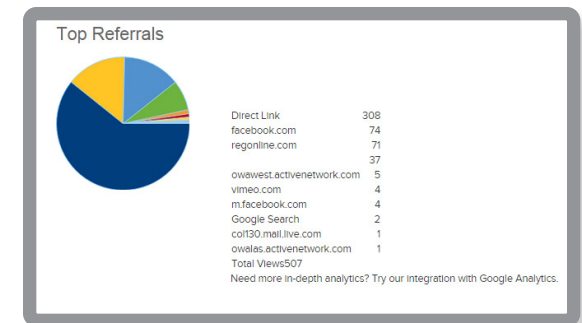 Top Referrals
Direct Link 308
facebook.com 74
regonline.com 71
37
owawest.activenetwork.com 5
vimeo.com 4
m.facebook.com 4
Google Search 2
col130.mail.live.com 1
owalas.activenetwork.com 1
Total Views507
Need more in-depth analytics? Try our integration with Google Analytics.